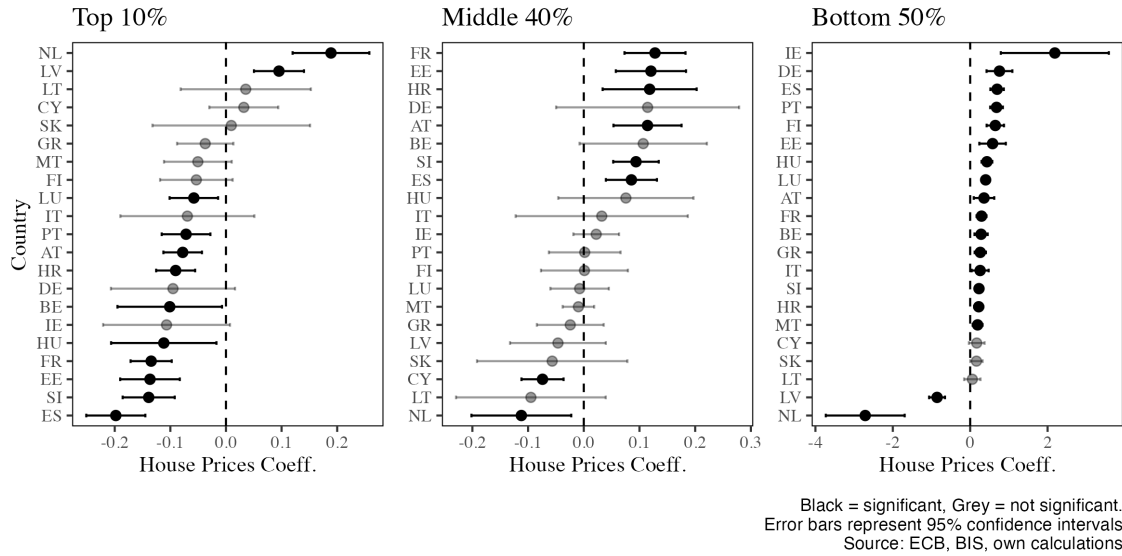 Top 10%
Middle 40%
Bottom 50%
Country
NL
LV
LT
CY
SK
GR
MT
FI
LU
IT
PT
AT
HR
DE
BE
IE
HU
FR
EE
SI
ES
-0.2 -0.1 0.0 0.1 0.2
House Prices Coeff.
FR
EE
HR
DE
AT
BE
SI
ES
HU
IT
IE
PT
FI
LU
MT
GR
LV
SK
CY
LT
NL
-0.2 -0.1 0.0 0.1 0.2 0.3
House Prices Coeff.
IE
DE
ES
PT
FI
EE
HU
LU
AT
FR
BE
GR
IT
SI
HR
MT
CY
SK
LT
LV
NL
-4 -2 0 2
House Prices Coeff.
Black = significant, Grey = not significant.
Error bars represent 95% confidence intervals
Source: ECB, BIS, own calculations